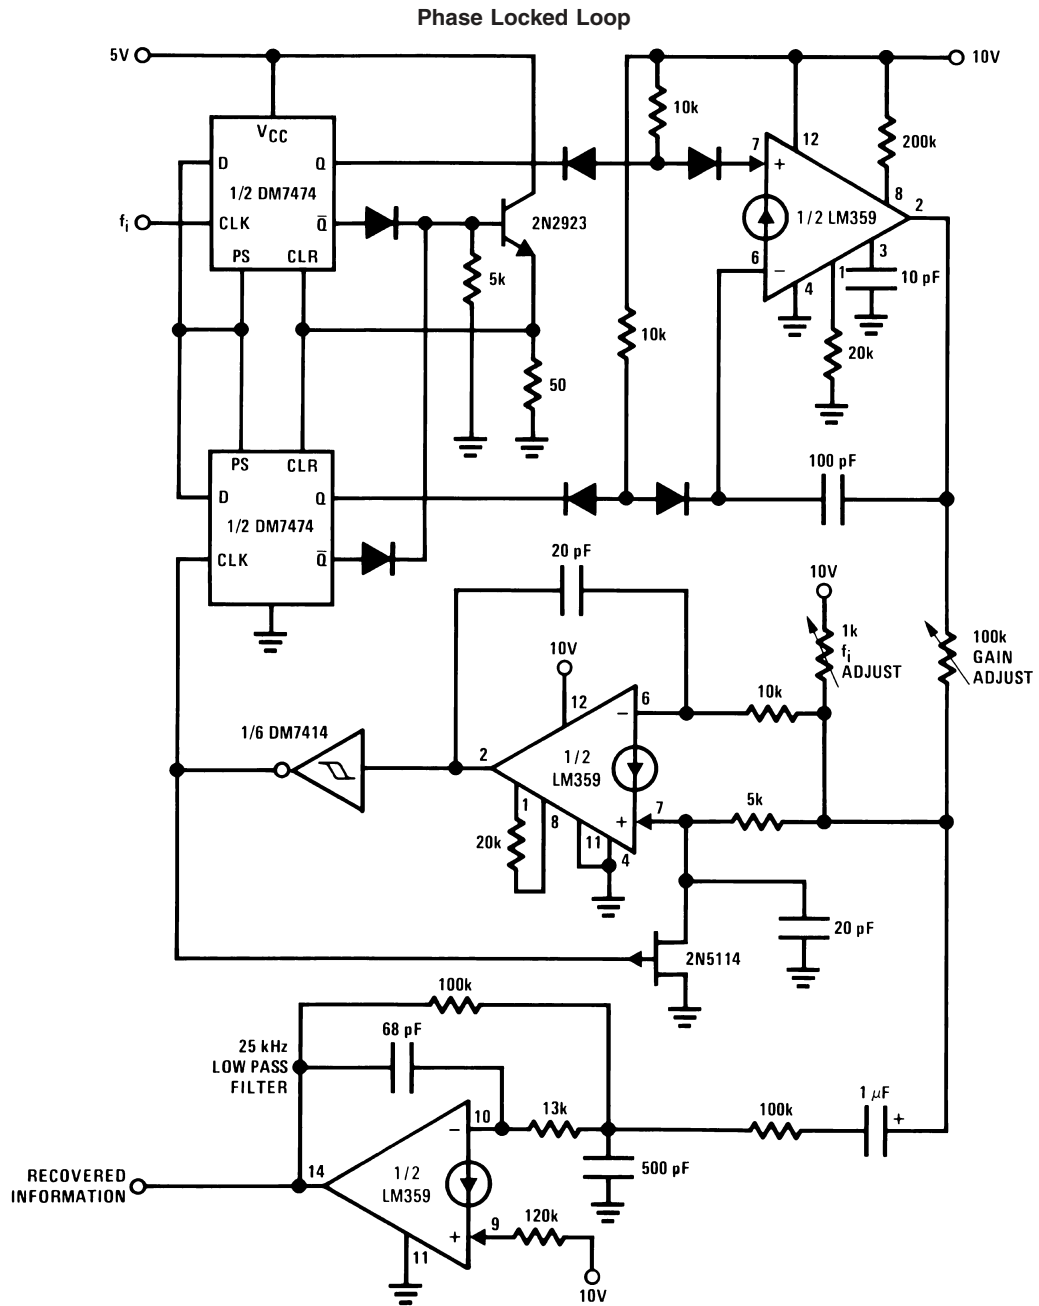 Phase Locked Loop
5V
10V
VCC
D
Q
1/2 DM7474
fi
CLK
Q̅
PS
CLR
2N2923
5k
50
10k
10k
7
12
+
200k
8
2
1/2 LM359
6
−
4
1
3
10 pF
20k
PS
CLR
D
Q
1/2 DM7474
CLK
Q̅
100 pF
20 pF
10V
1k
fi
ADJUST
100k
GAIN
ADJUST
10V
12
6
−
10k
1/6 DM7414
2
1/2
LM359
1
8
20k
11
4
+
7
5k
20 pF
2N5114
100k
68 pF
25 kHz
LOW PASS
FILTER
10
−
13k
100k
1 µF
+
500 pF
RECOVERED
INFORMATION
14
1/2
LM359
+
9
120k
11
10V